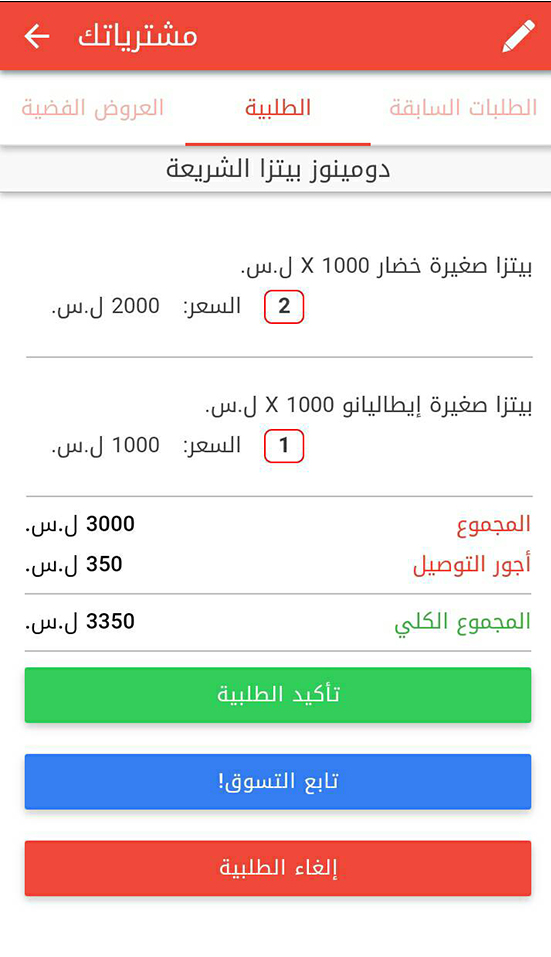 مشترياتك
الطلبات السابقة الطلبية العروض الفضية
دومينوز بيتزا الشريعة
بيتزا صغيرة خضار 1000 X ل.س.
2 السعر: 2000 ل.س.
بيتزا صغيرة إيطاليانو 1000 X ل.س.
1 السعر: 1000 ل.س.
المجموع 3000 ل.س.
أجور التوصيل 350 ل.س.
المجموع الكلي 3350 ل.س.
تأكيد الطلبية
تابع التسوق!
إلغاء الطلبية